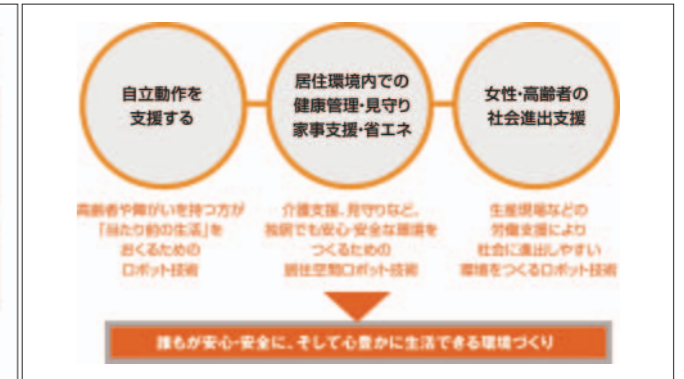 自立動作を
支援する
居住環境内での
健康管理・見守り
家事支援・省エネ
女性・高齢者の
社会進出支援
高齢者や障がいを持つ方が
「当たり前の生活」を
おくるための
ロボット技術
介護支援、見守りなど、
独居でも安心・安全な環境を
つくるための
居住空間ロボット技術
生産現場などの
労働支援により
社会に進出しやすい
環境をつくるロボット技術
誰もが安心・安全に、そして心豊かに生活できる環境づくり